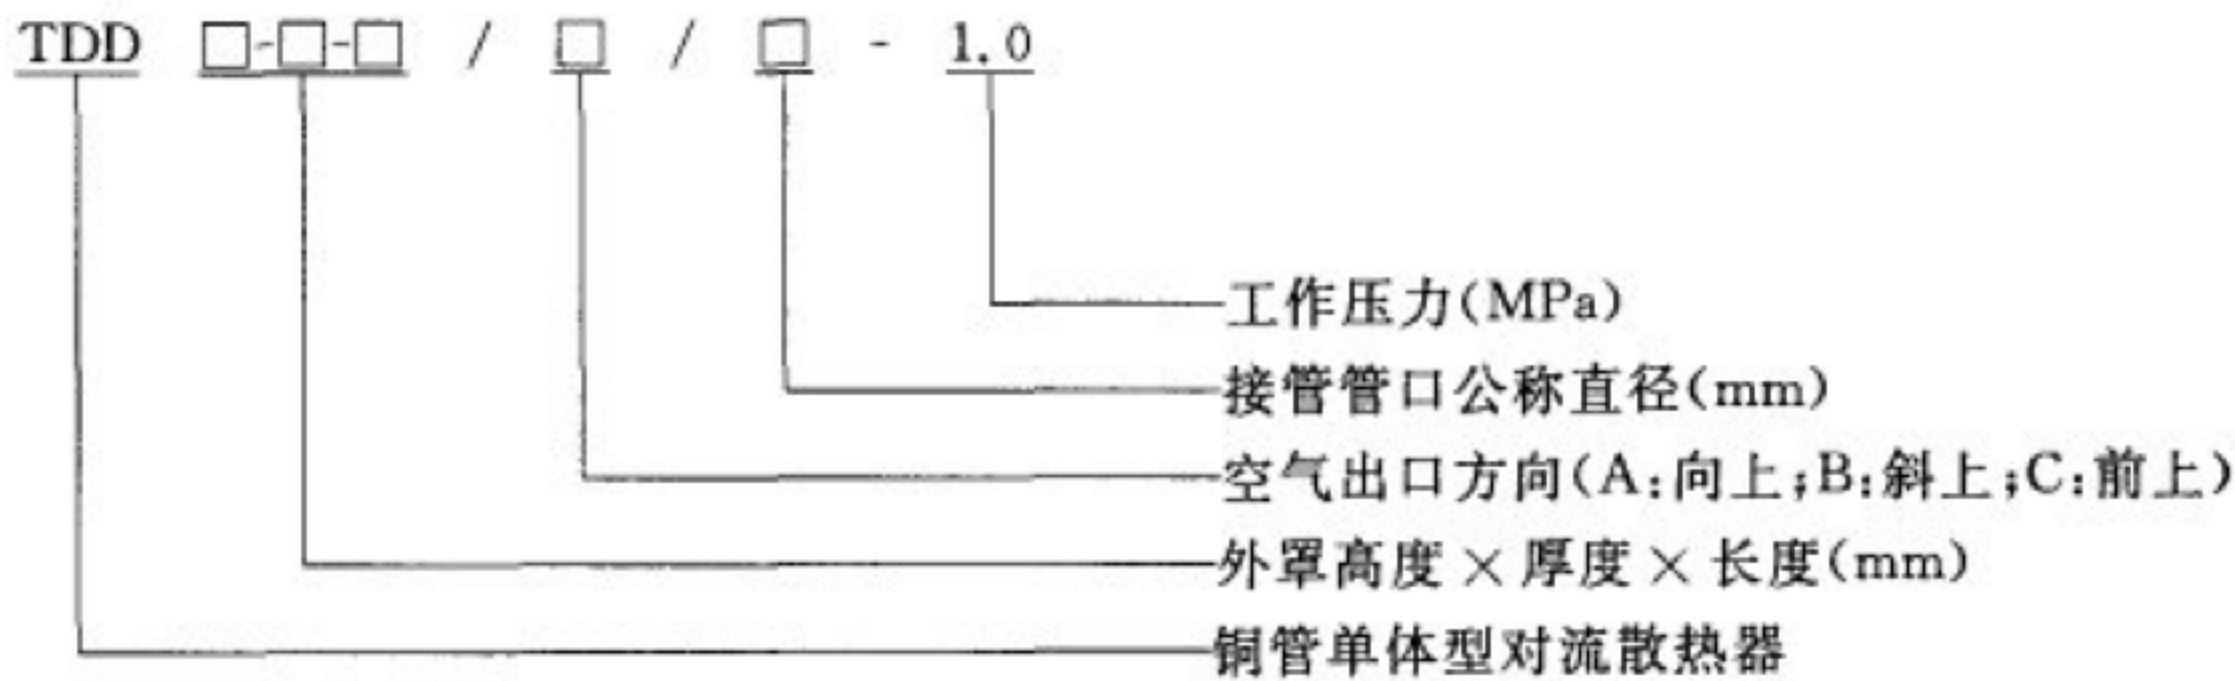 TDD □-□-□ / □ / □ - 1.0
工作压力(MPa)
接管管口公称直径(mm)
空气出口方向(A:向上;B:斜上;C:前上)
外罩高度×厚度×长度(mm)
铜管单体型对流散热器